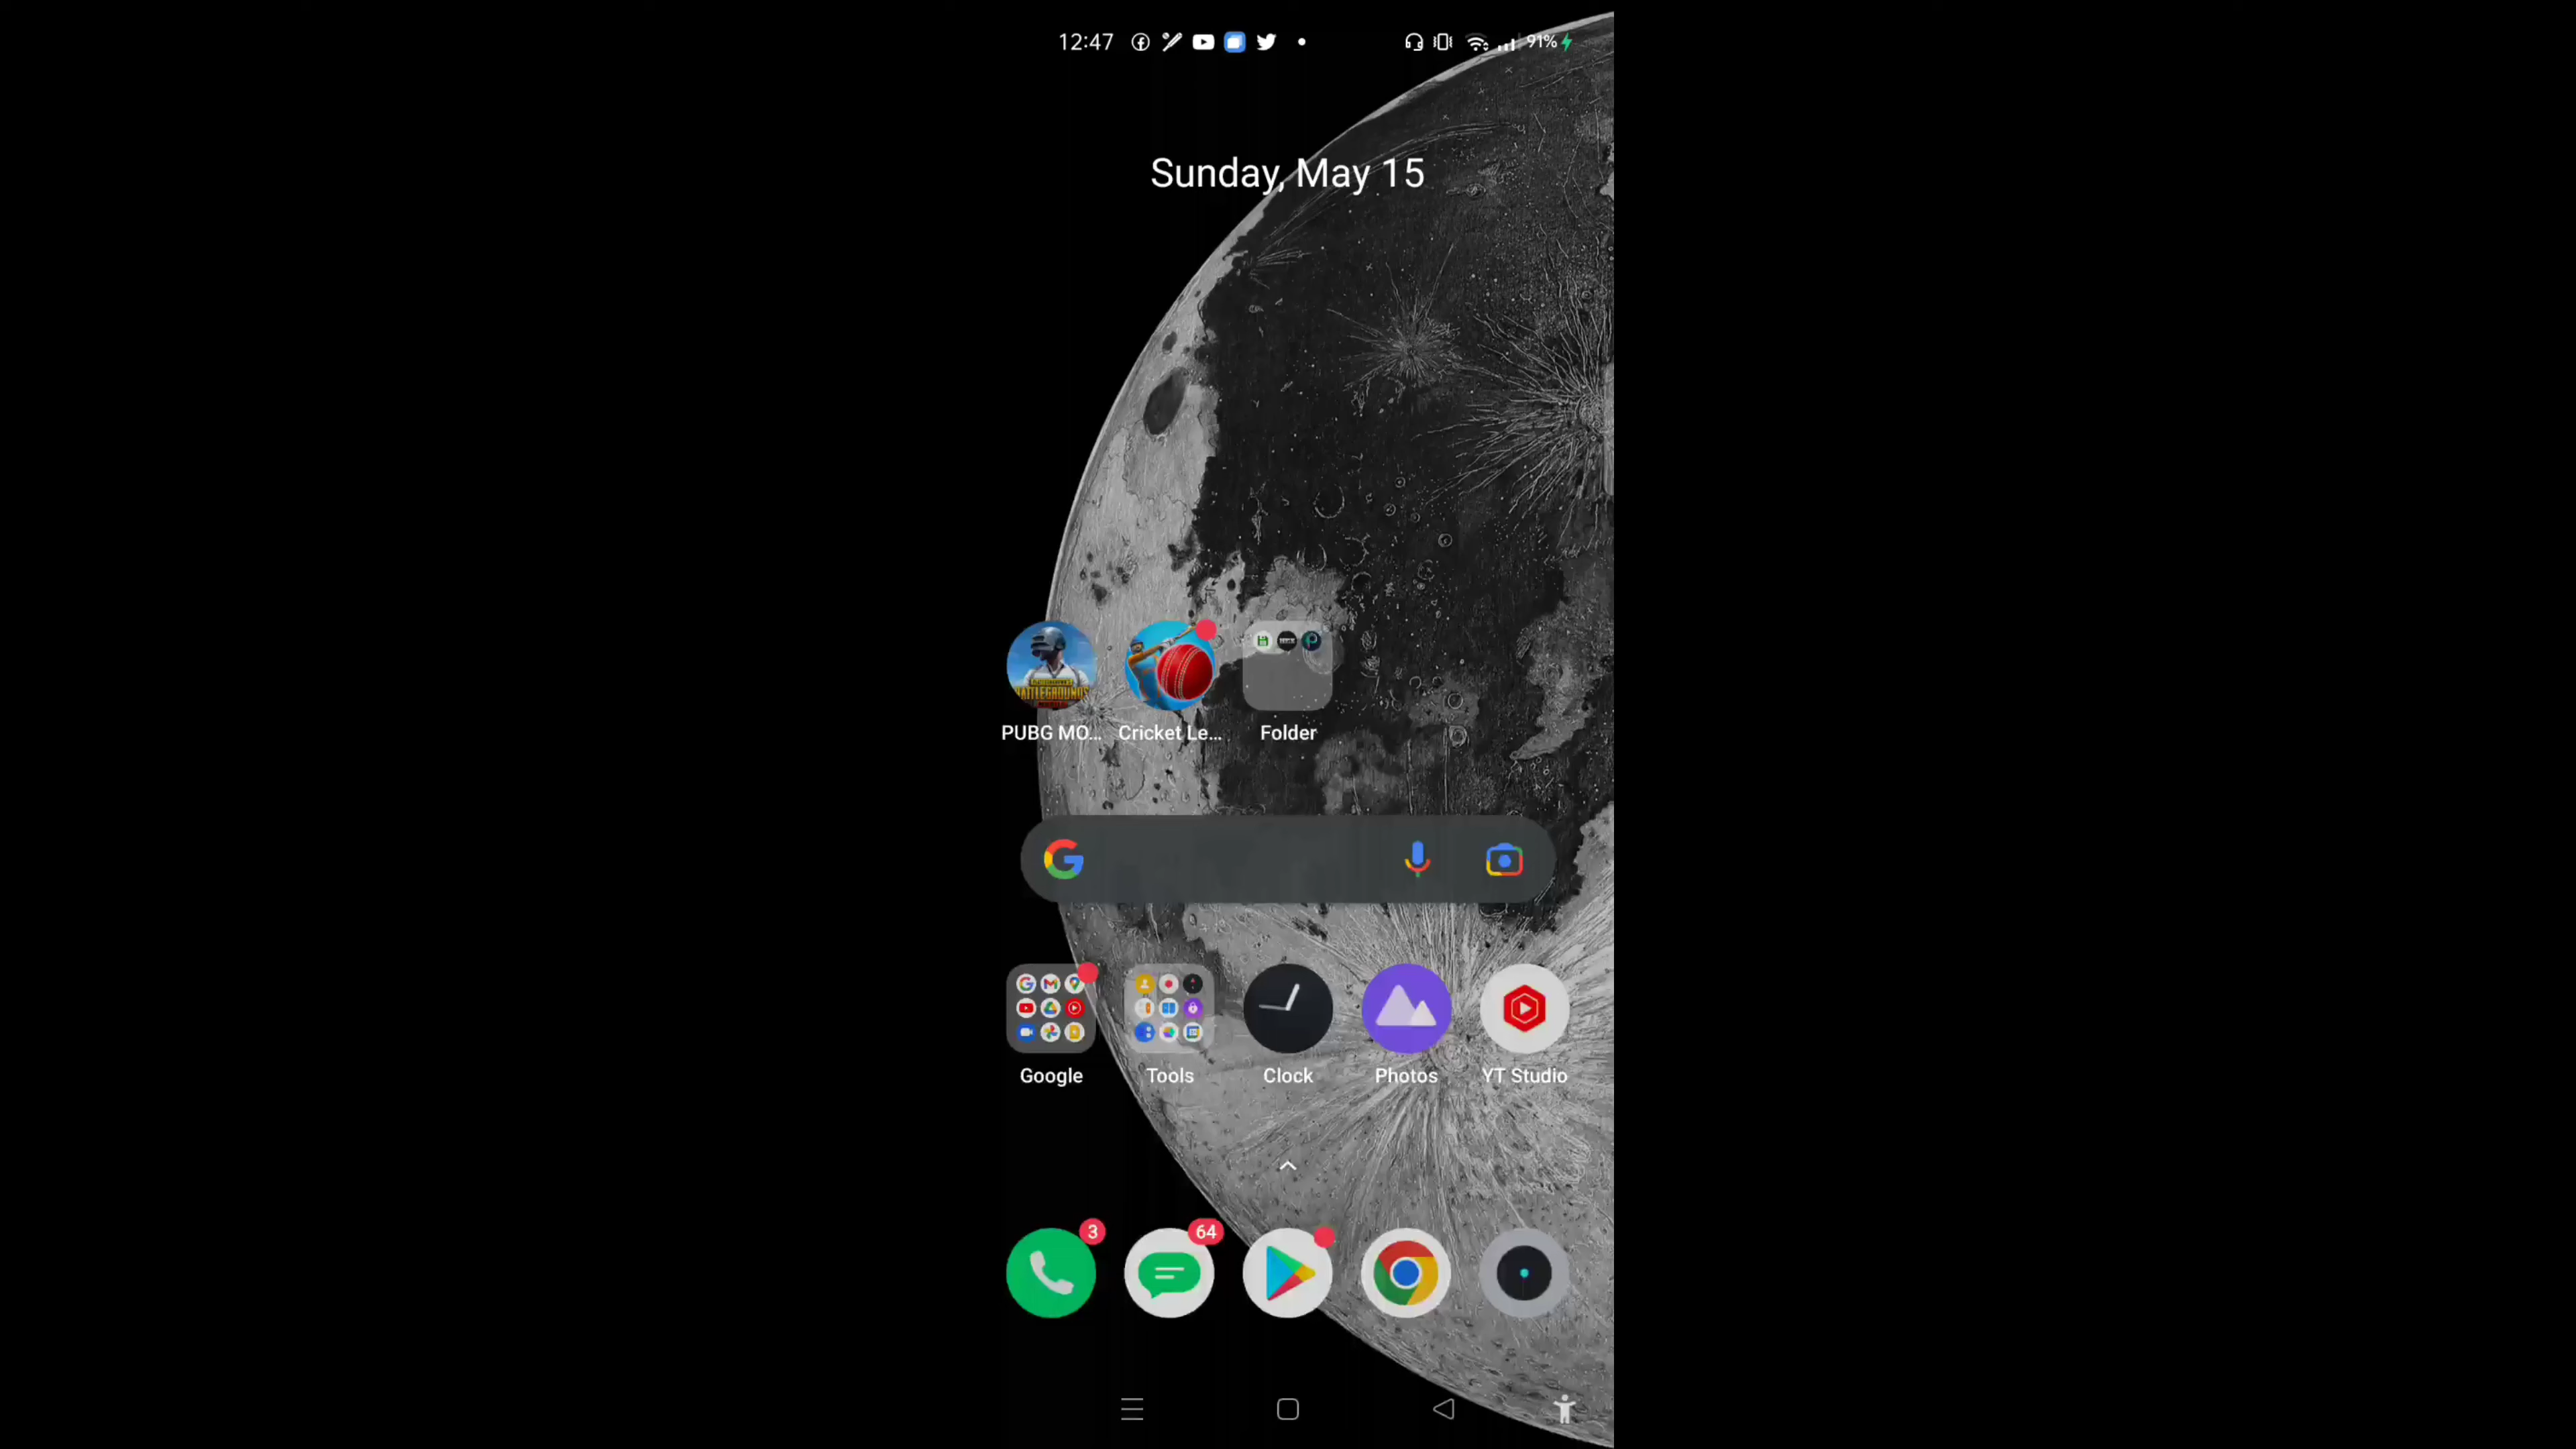 12:47
91%
Sunday, May 15
PUBG MO... Cricket Le... Folder
Google Tools Clock Photos YT Studio
3 64